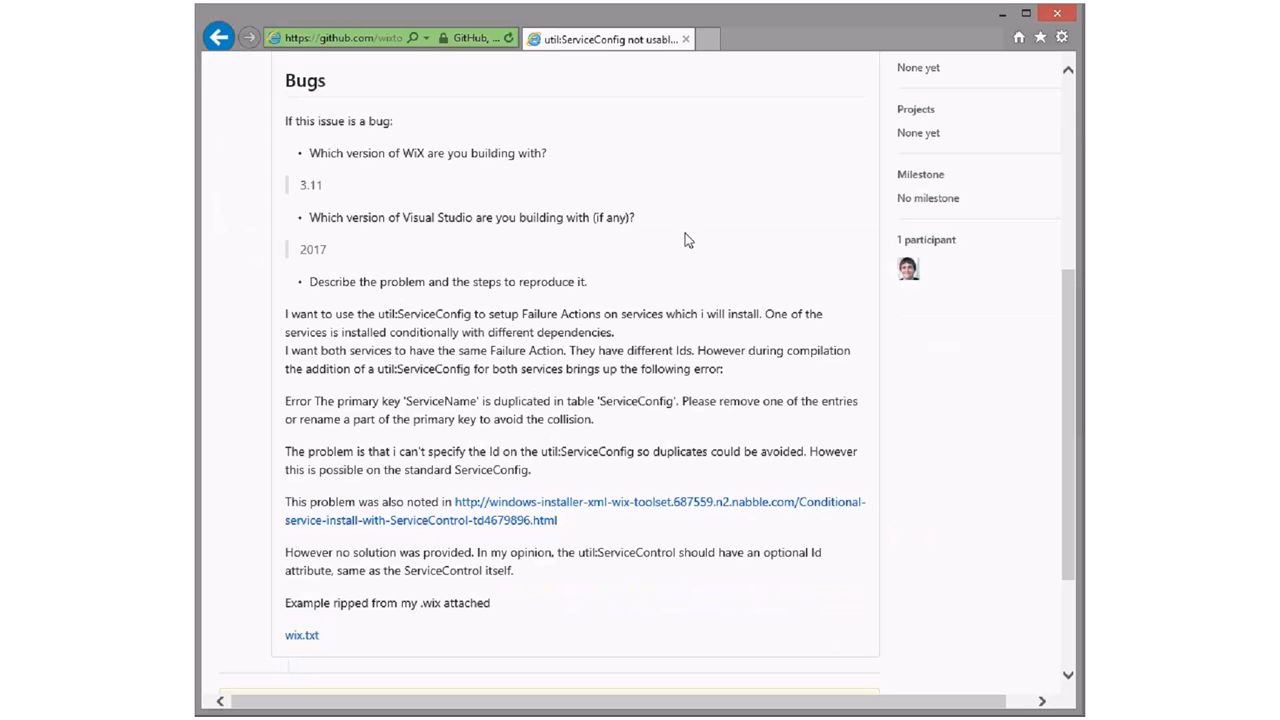 https://github.com/wixto
GitHub, ...
util:ServiceConfig not usabl...
Bugs
If this issue is a bug:
• Which version of WiX are you building with?
3.11
• Which version of Visual Studio are you building with (if any)?
2017
• Describe the problem and the steps to reproduce it.
I want to use the util:ServiceConfig to setup Failure Actions on services which i will install. One of the
services is installed conditionally with different dependencies.
I want both services to have the same Failure Action. They have different Ids. However during compilation
the addition of a util:ServiceConfig for both services brings up the following error:
Error The primary key 'ServiceName' is duplicated in table 'ServiceConfig'. Please remove one of the entries
or rename a part of the primary key to avoid the collision.
The problem is that i can't specify the Id on the util:ServiceConfig so duplicates could be avoided. However
this is possible on the standard ServiceConfig.
This problem was also noted in http://windows-installer-xml-wix-toolset.687559.n2.nabble.com/Conditional-
service-install-with-ServiceControl-td4679896.html
However no solution was provided. In my opinion, the util:ServiceControl should have an optional Id
attribute, same as the ServiceControl itself.
Example ripped from my .wix attached
wix.txt
None yet
Projects
None yet
Milestone
No milestone
1 participant